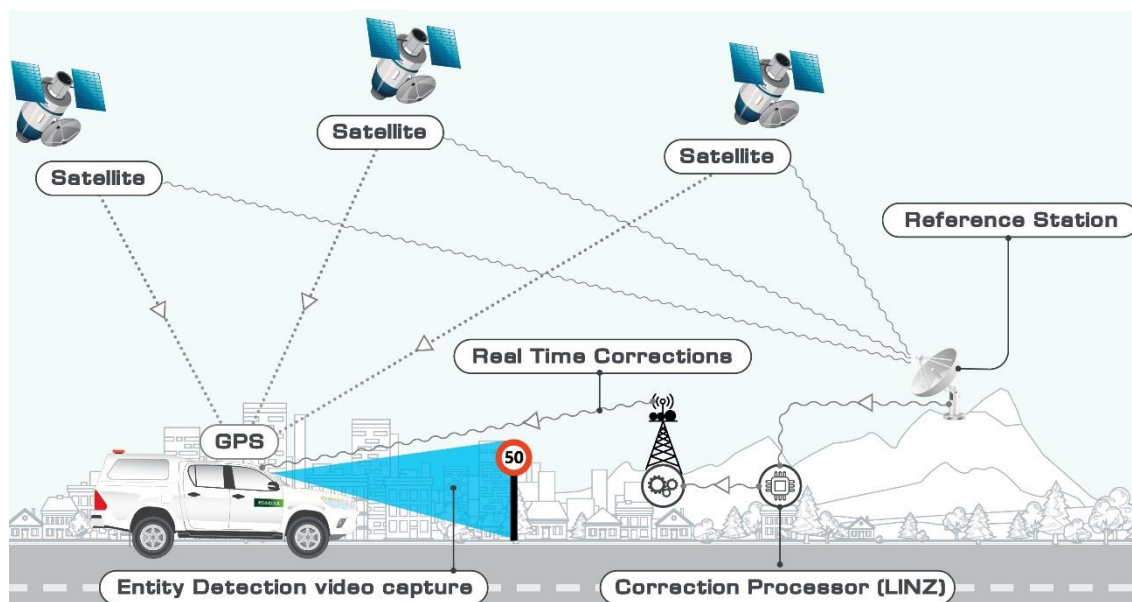 Satellite
Satellite
Satellite
Reference Station
Real Time Corrections
GPS
50
Entity Detection video capture
Correction Processor (LINZ)